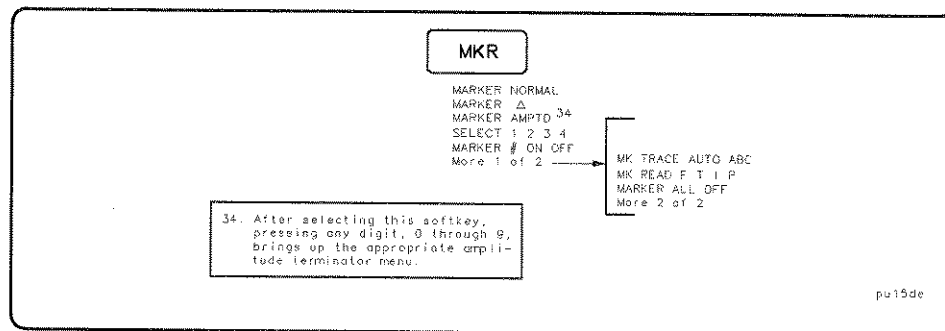 MKR
MARKER NORMAL
MARKER Δ
MARKER AMPTD 34
SELECT 1 2 3 4
MARKER # ON OFF
More 1 of 2
MK TRACE AUTO ABC
MK READ F T I P
MARKER ALL OFF
More 2 of 2
34. After selecting this softkey,
pressing any digit, 0 through 9,
brings up the appropriate ampli-
tude terminator menu.
pu15de